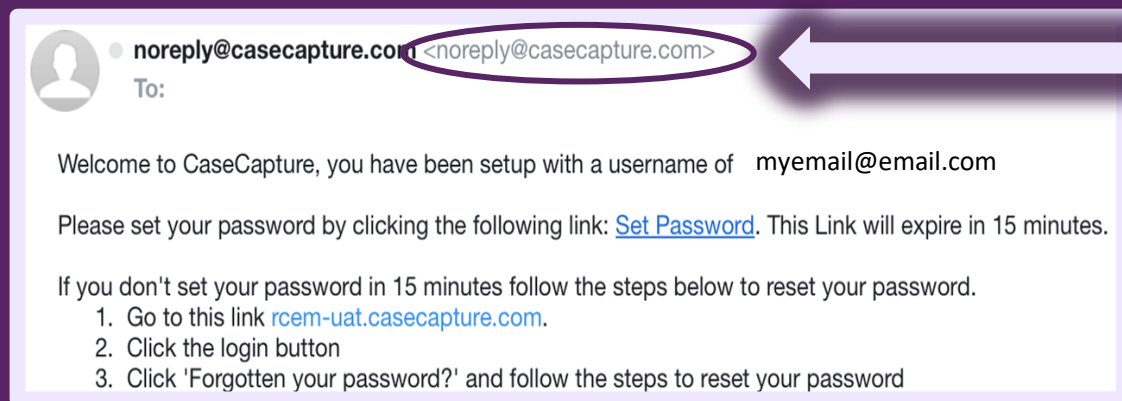 noreply@casecapture.com <noreply@casecapture.com>
To:
Welcome to CaseCapture, you have been setup with a username of myemail@email.com
Please set your password by clicking the following link: Set Password. This Link will expire in 15 minutes.
If you don't set your password in 15 minutes follow the steps below to reset your password.
1. Go to this link rcem-uat.casecapture.com.
2. Click the login button
3. Click 'Forgotten your password?' and follow the steps to reset your password